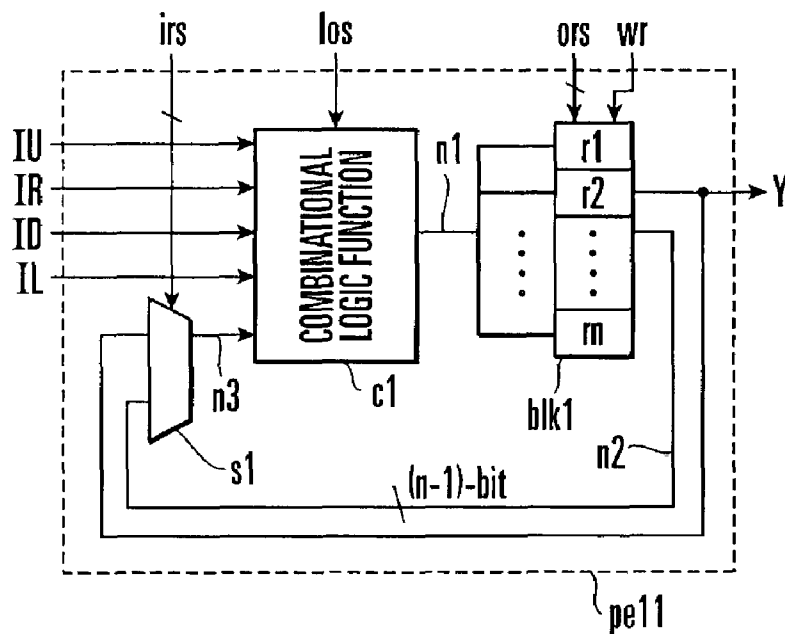 irs
los
ors
wr
IU
IR
ID
IL
COMBINATIONAL
LOGIC FUNCTION
n1
r1
r2
rn
Y
n3
c1
blk1
n2
s1
(n-1)-bit
pe11